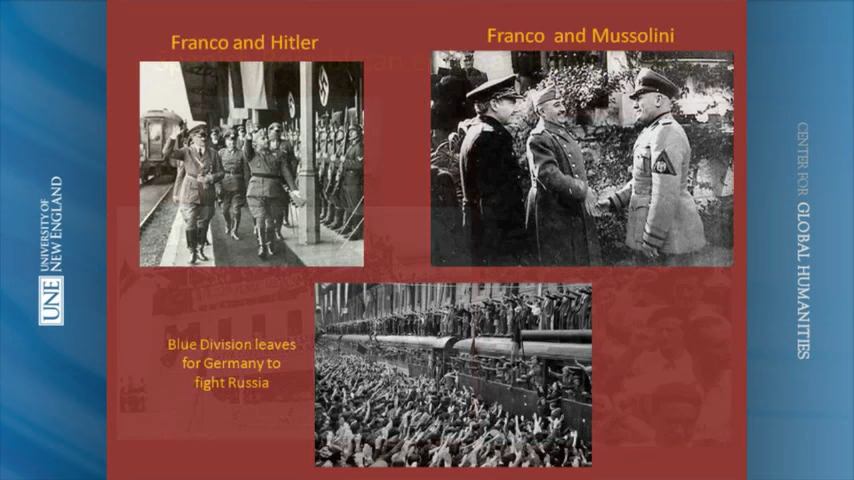 Franco and Hitler
Franco and Mussolini
Blue Division leaves
for Germany to
fight Russia
UNE
UNIVERSITY OF
NEW ENGLAND
CENTER FOR GLOBAL HUMANITIES